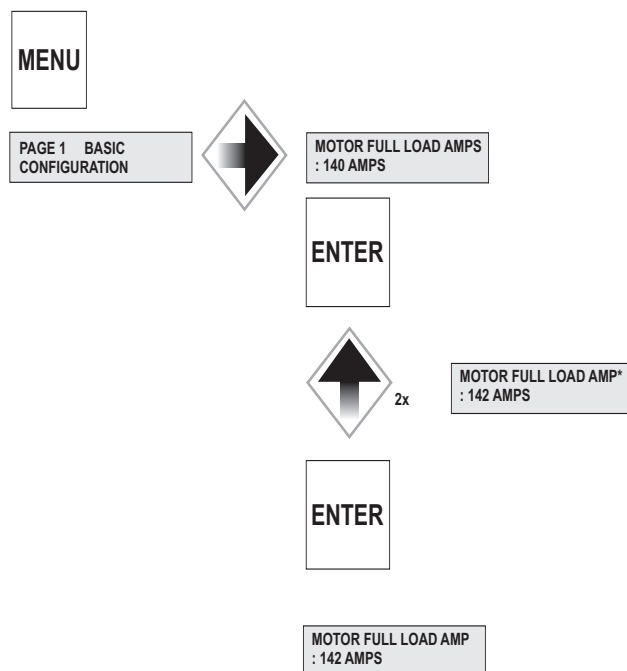 MENU
PAGE 1 BASIC
CONFIGURATION
MOTOR FULL LOAD AMPS
: 140 AMPS
ENTER
2x
MOTOR FULL LOAD AMP*
: 142 AMPS
ENTER
MOTOR FULL LOAD AMP
: 142 AMPS